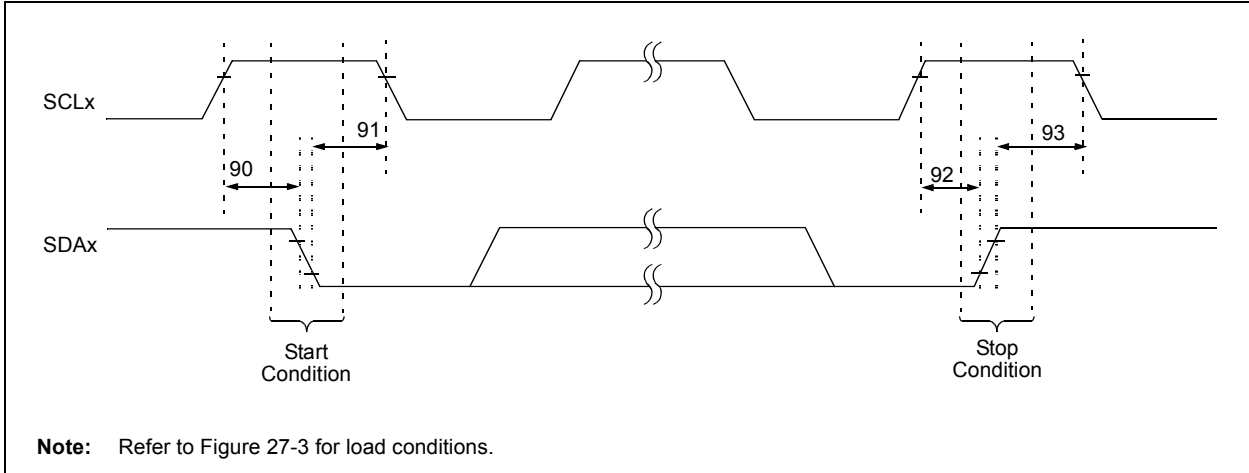 SCLx
91
93
90
92
SDAx
Start
Condition
Stop
Condition
Note: Refer to Figure 27-3 for load conditions.